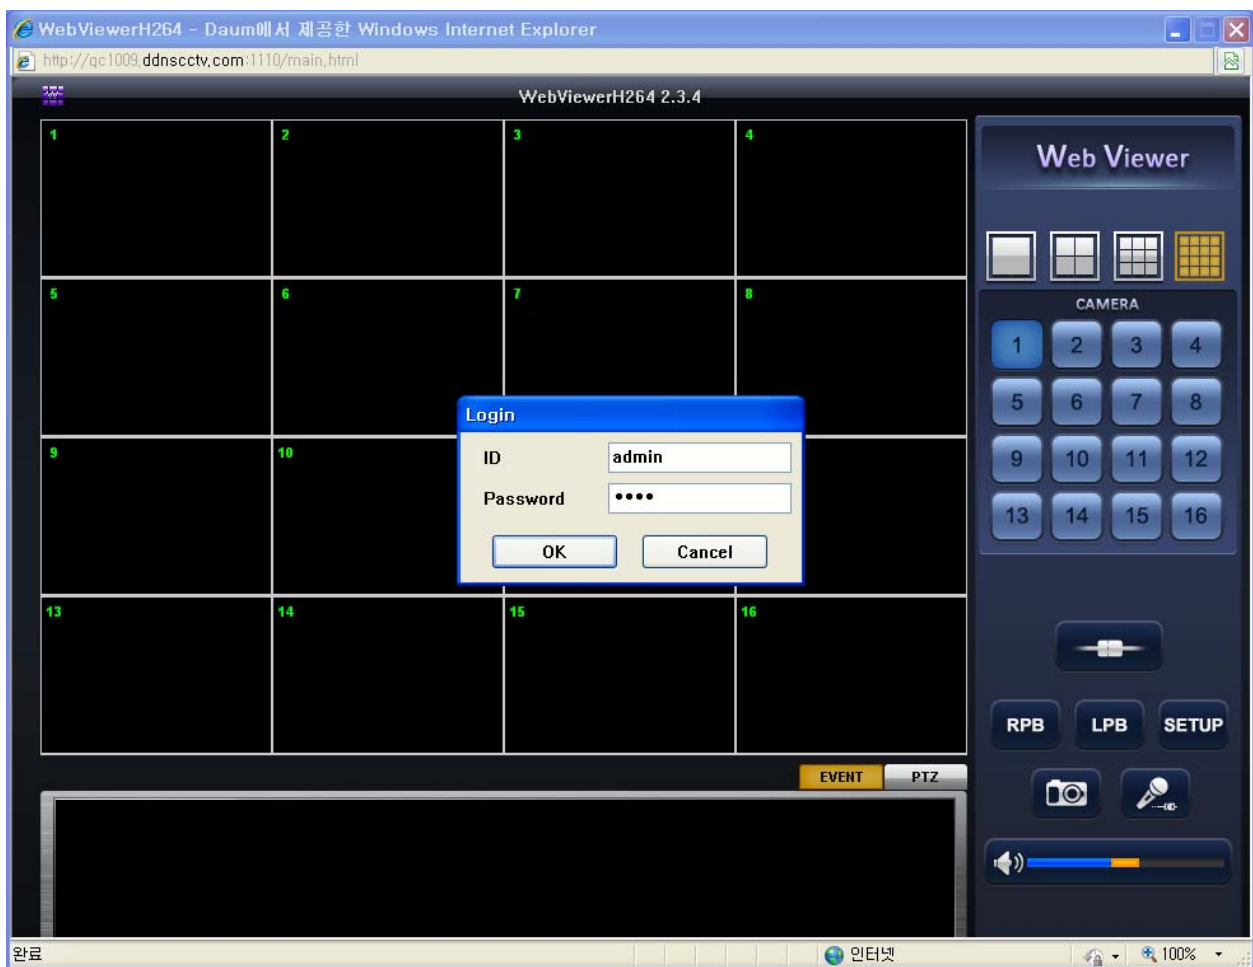 WebViewerH264 - Daum에서 제공한 Windows Internet Explorer
http://qc1009.ddnscctv.com:1110/main.html
WebViewerH264 2.3.4
1 2 3 4
5 6 7 8
9 10
13 14 15 16
Login
ID admin
Password ••••
OK Cancel
EVENT PTZ
Web Viewer
CAMERA
1 2 3 4
5 6 7 8
9 10 11 12
13 14 15 16
RPB LPB SETUP
완료 인터넷 100%